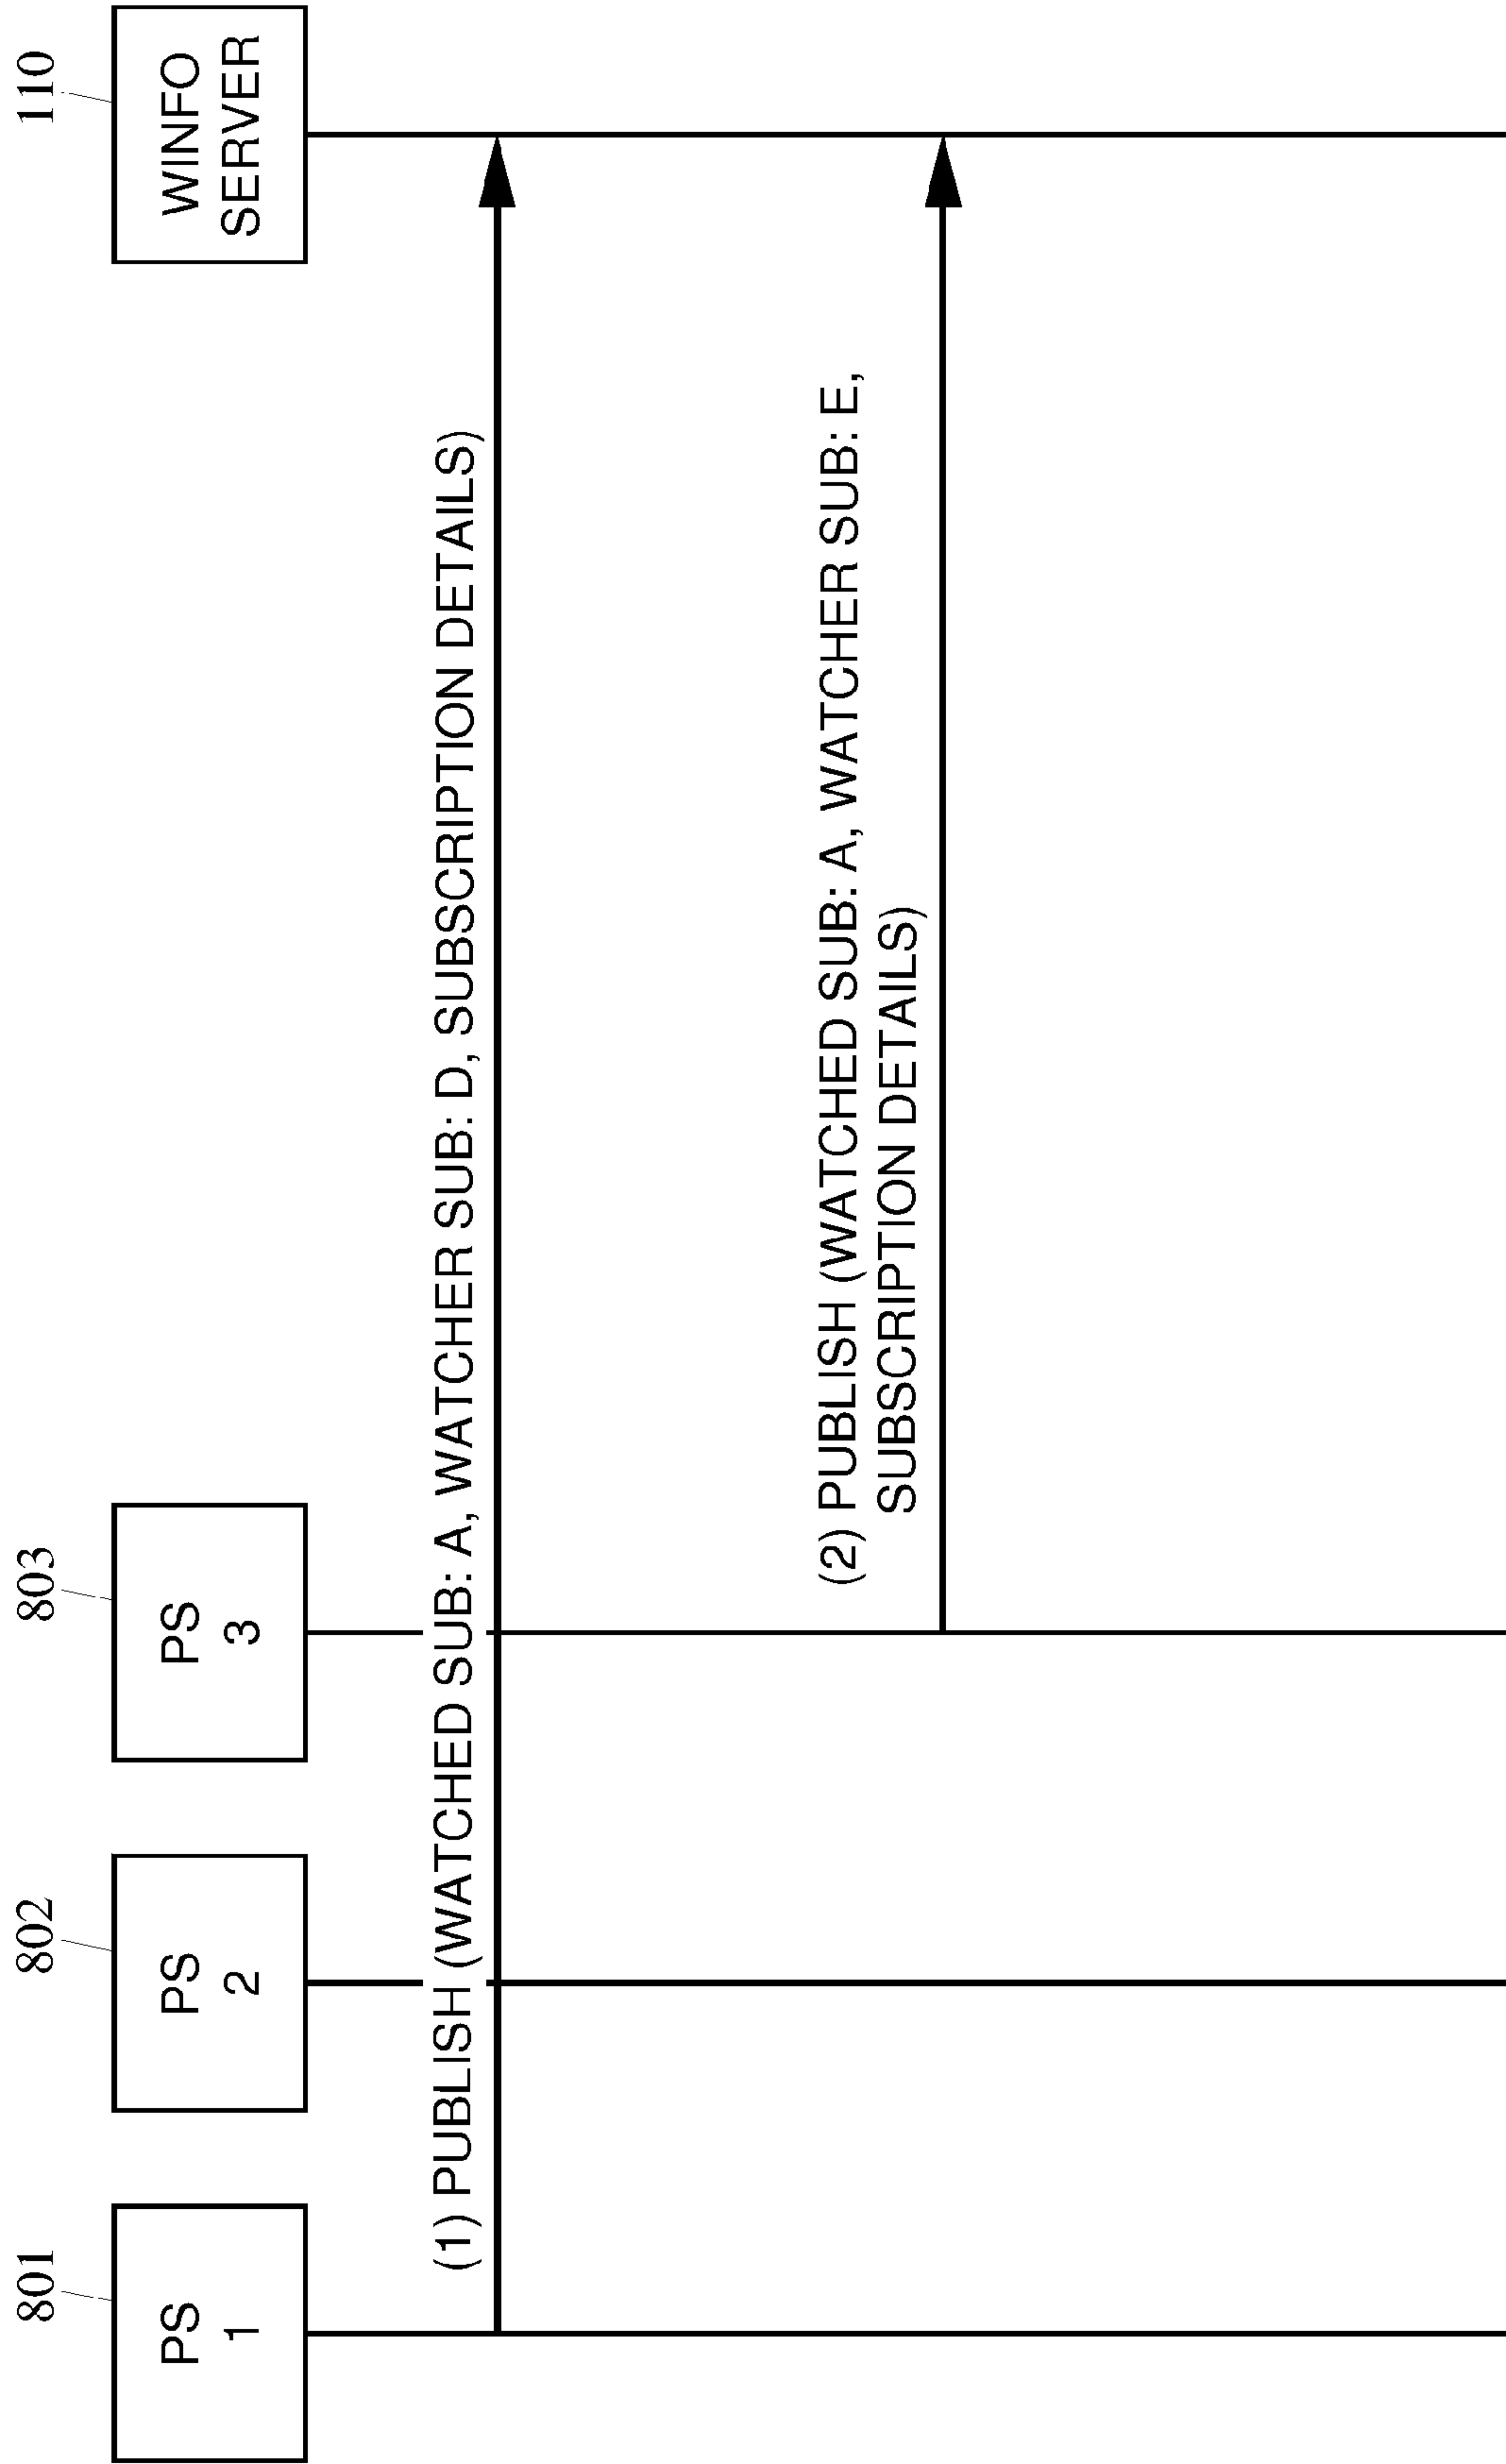 801
802
803
110
PS
1
PS
2
PS
3
WINFO
SERVER
(1) PUBLISH (WATCHED SUB: A, WATCHER SUB: D, SUBSCRIPTION DETAILS)
(2) PUBLISH (WATCHED SUB: A, WATCHER SUB: E,
SUBSCRIPTION DETAILS)